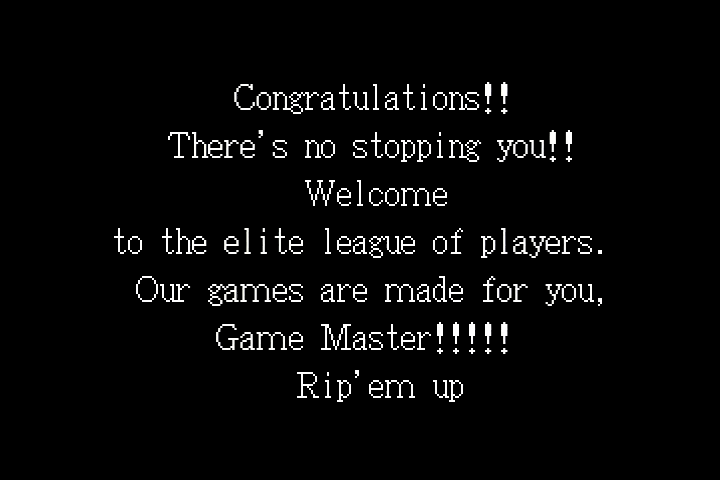 Congratulations!!
There's no stopping you!!
Welcome
to the elite league of players.
Our games are made for you,
Game Master!!!!!
Rip'em up